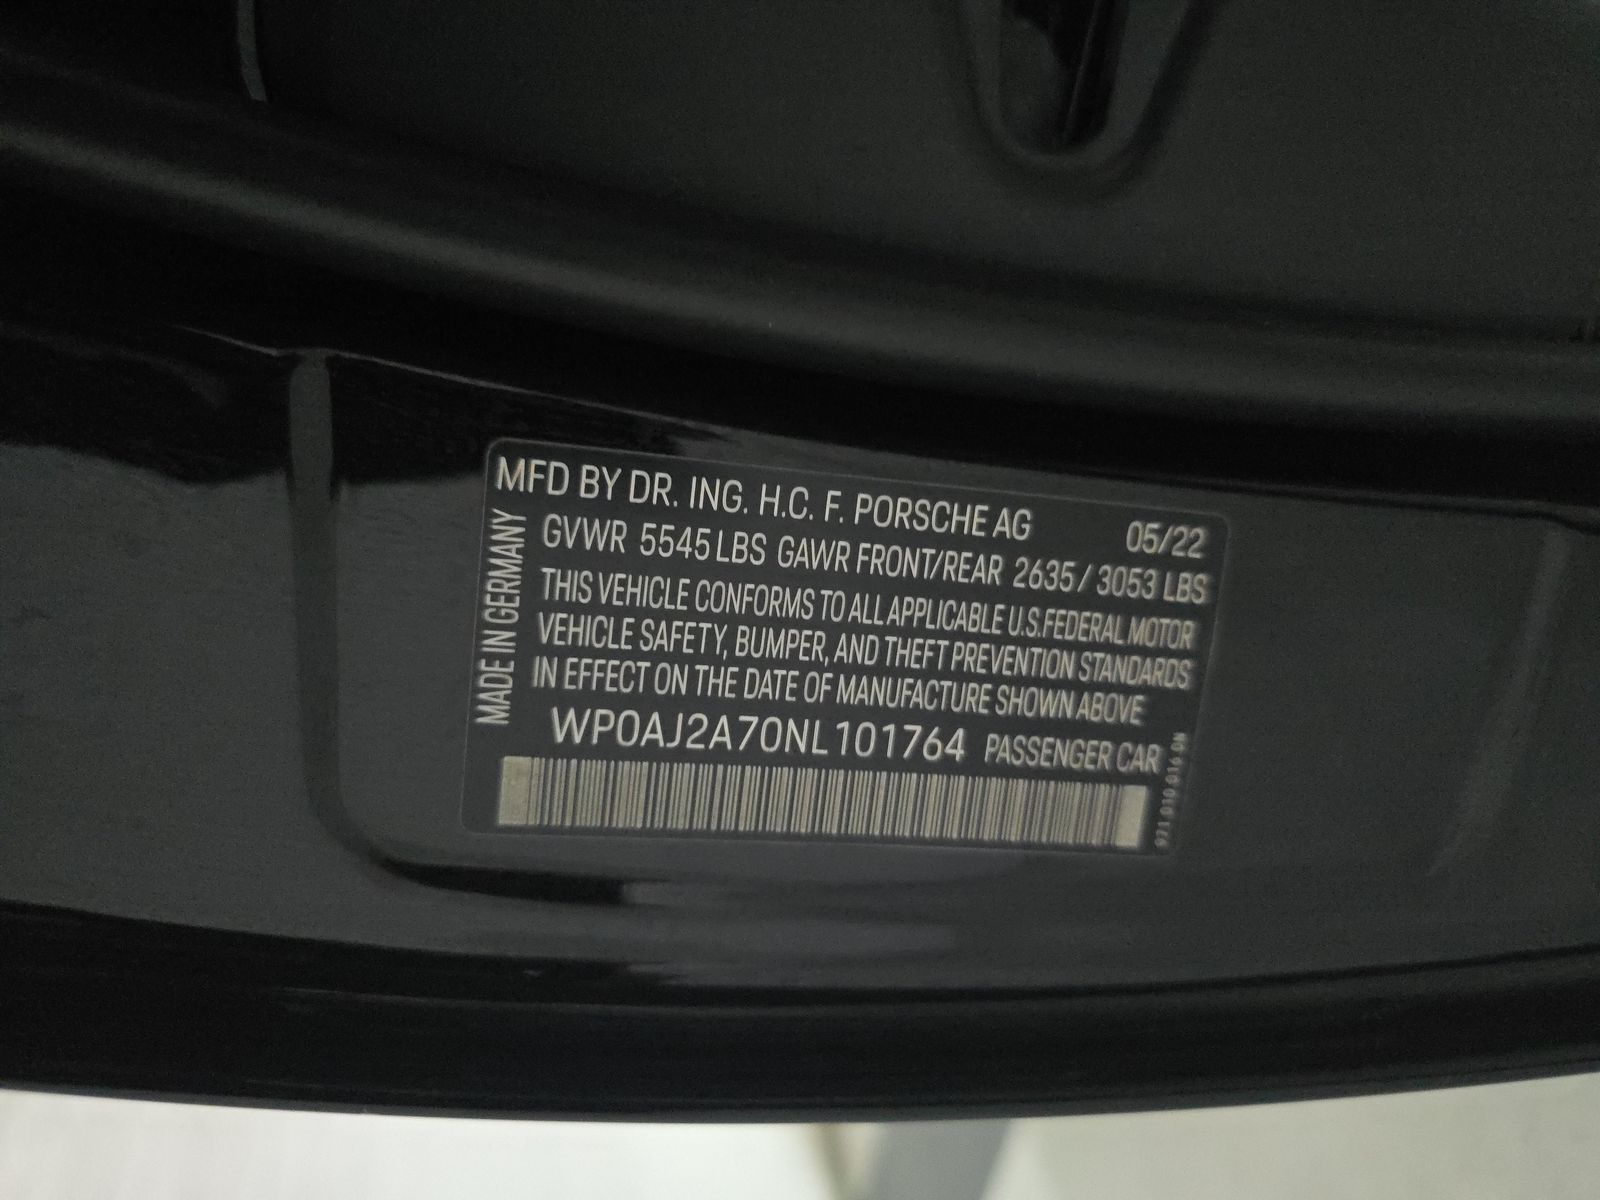 MFD BY DR. ING. H.C. F. PORSCHE AG 05/22
GVWR 5545 LBS GAWR FRONT/REAR 2635 / 3053 LBS
THIS VEHICLE CONFORMS TO ALL APPLICABLE U.S. FEDERAL MOTOR
VEHICLE SAFETY, BUMPER, AND THEFT PREVENTION STANDARDS
IN EFFECT ON THE DATE OF MANUFACTURE SHOWN ABOVE
WP0AJ2A70NL101764 PASSENGER CAR
MADE IN GERMANY